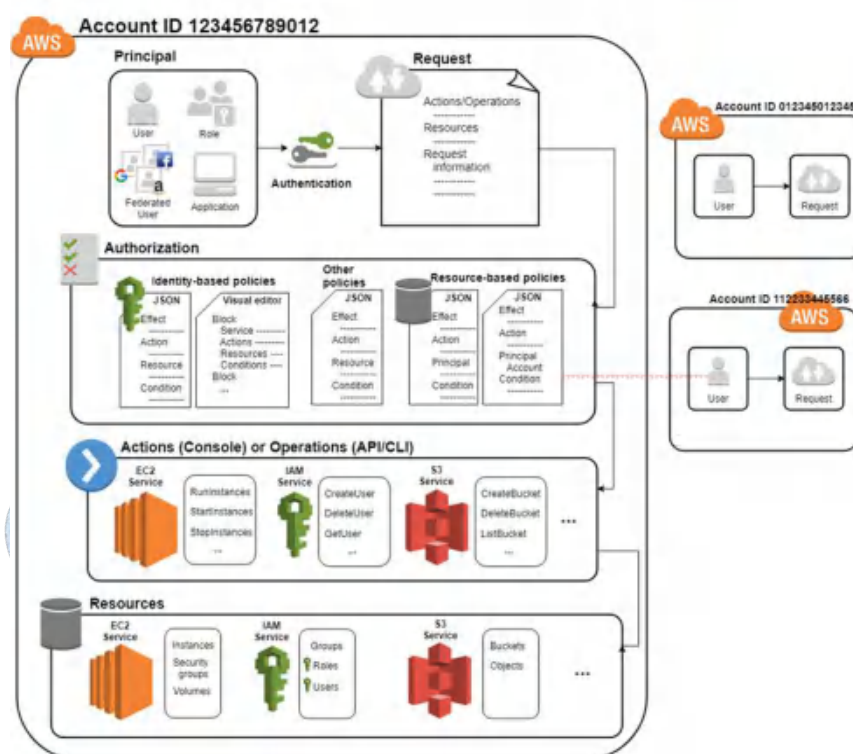 Account ID 123456789012
AWS
Principal
User
Role
Federated
User
Application
Authentication
Request
Actions/Operations
------------
Resources
------------
Request
information
------------
------------
Account ID 012345012345
AWS
User
Request
Authorization
Identity-based policies
JSON
Effect
----------
Action
----------
Resource
----------
Condition
----------
Visual editor
Block
Service --------
Actions --------
Resources ----
Conditions ----
Block
...
Other
policies
JSON
Effect
----------
Action
----------
Resource
----------
Condition
----------
Resource-based policies
JSON
Effect
----------
Action
----------
Principal
----------
Condition
----------
JSON
Effect
----------
Action
----------
Principal
Account
Condition
----------
Account ID 112233445566
AWS
User
Request
Actions (Console) or Operations (API/CLI)
EC2
Service
RunInstances
StartInstances
StopInstances
...
IAM
Service
CreateUser
DeleteUser
GetUser
...
S3
Service
CreateBucket
DeleteBucket
ListBucket
...
...
Resources
EC2
Service
Instances
Security
groups
Volumes
IAM
Service
Groups
Roles
Users
S3
Service
Buckets
Objects
...